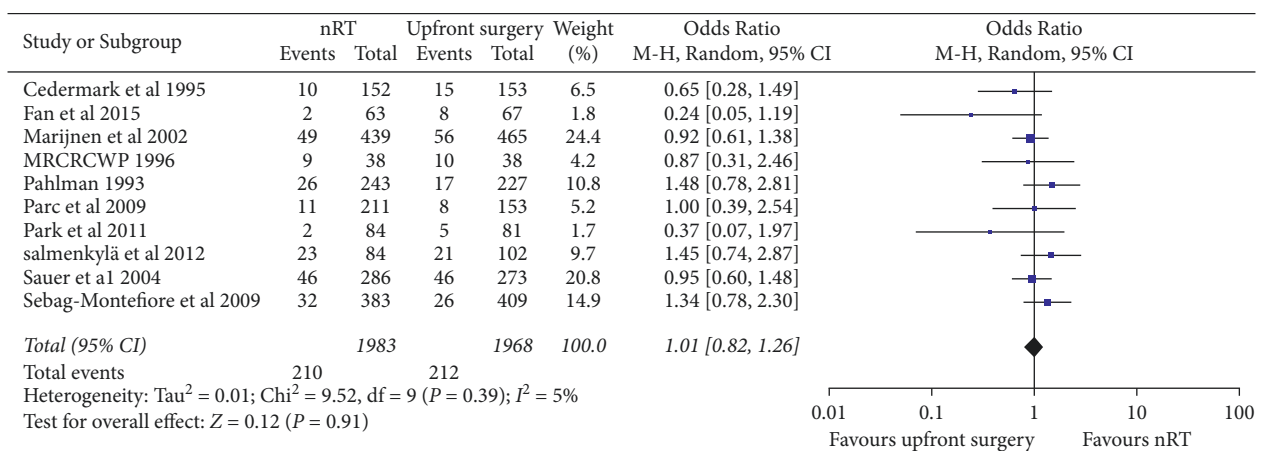 Study or Subgroup nRT Upfront surgery Weight Odds Ratio Odds Ratio
Events Total Events Total (%) M-H, Random, 95% CI M-H, Random, 95% CI
Cedermark et al 1995 10 152 15 153 6.5 0.65 [0.28, 1.49]
Fan et al 2015 2 63 8 67 1.8 0.24 [0.05, 1.19]
Marijnen et al 2002 49 439 56 465 24.4 0.92 [0.61, 1.38]
MRCRCWP 1996 9 38 10 38 4.2 0.87 [0.31, 2.46]
Pahlman 1993 26 243 17 227 10.8 1.48 [0.78, 2.81]
Parc et al 2009 11 211 8 153 5.2 1.00 [0.39, 2.54]
Park et al 2011 2 84 5 81 1.7 0.37 [0.07, 1.97]
salmenkylä et al 2012 23 84 21 102 9.7 1.45 [0.74, 2.87]
Sauer et a1 2004 46 286 46 273 20.8 0.95 [0.60, 1.48]
Sebag-Montefiore et al 2009 32 383 26 409 14.9 1.34 [0.78, 2.30]
Total (95% CI) 1983 1968 100.0 1.01 [0.82, 1.26]
Total events 210 212
Heterogeneity: Tau² = 0.01; Chi² = 9.52, df = 9 (P = 0.39); I² = 5%
Test for overall effect: Z = 0.12 (P = 0.91)
0.01 0.1 1 10 100
Favours upfront surgery Favours nRT